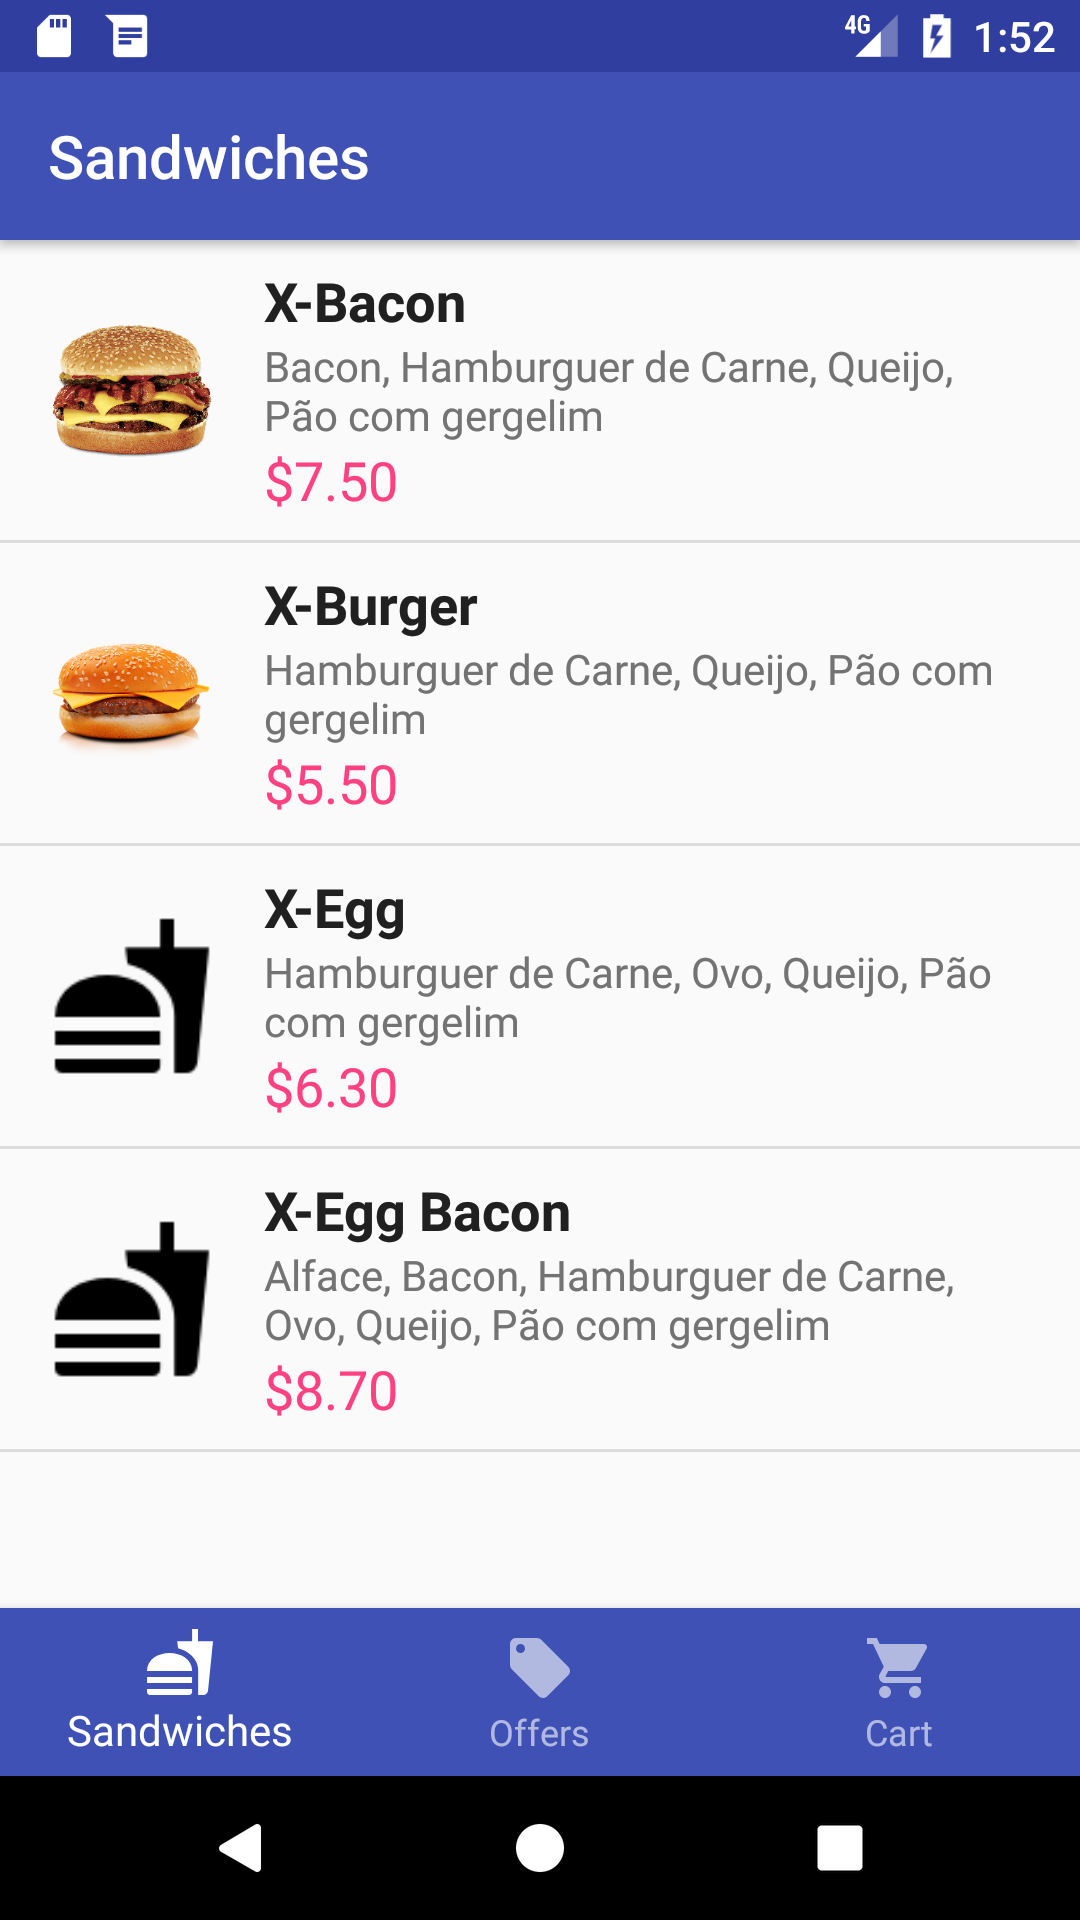 4G 1:52
Sandwiches
X-Bacon
Bacon, Hamburguer de Carne, Queijo,
Pão com gergelim
$7.50
X-Burger
Hamburguer de Carne, Queijo, Pão com
gergelim
$5.50
X-Egg
Hamburguer de Carne, Ovo, Queijo, Pão
com gergelim
$6.30
X-Egg Bacon
Alface, Bacon, Hamburguer de Carne,
Ovo, Queijo, Pão com gergelim
$8.70
Sandwiches Offers Cart